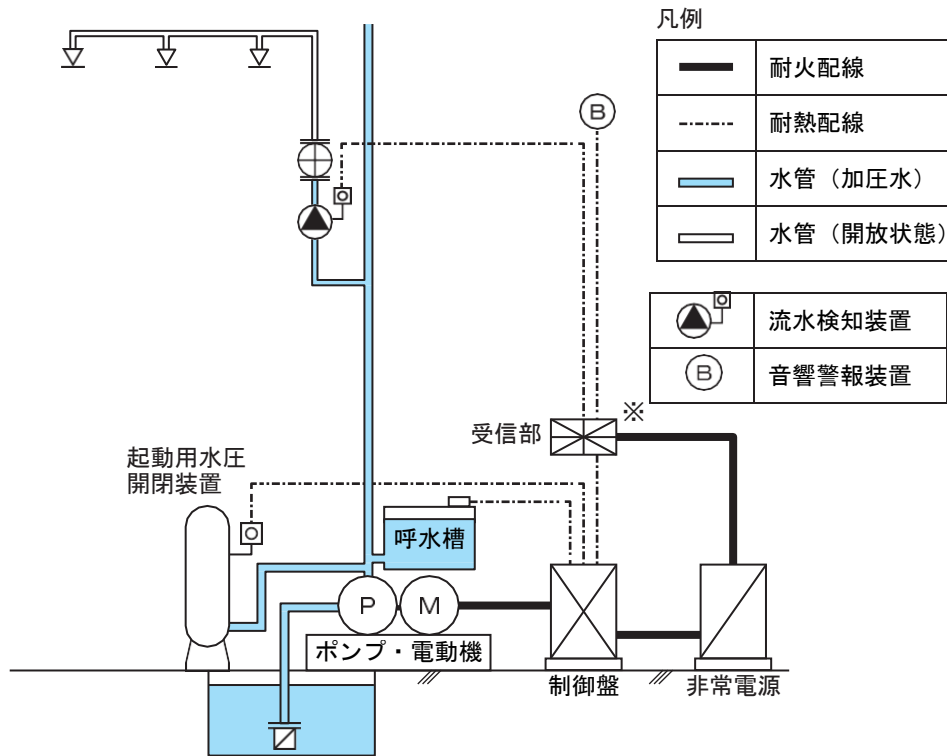 凡例
耐火配線
耐熱配線
水管(加圧水)
水管(開放状態)
流水検知装置
B
音響警報装置
B
※
受信部
起動用水圧
開閉装置
呼水槽
P
M
ポンプ・電動機
制御盤
非常電源